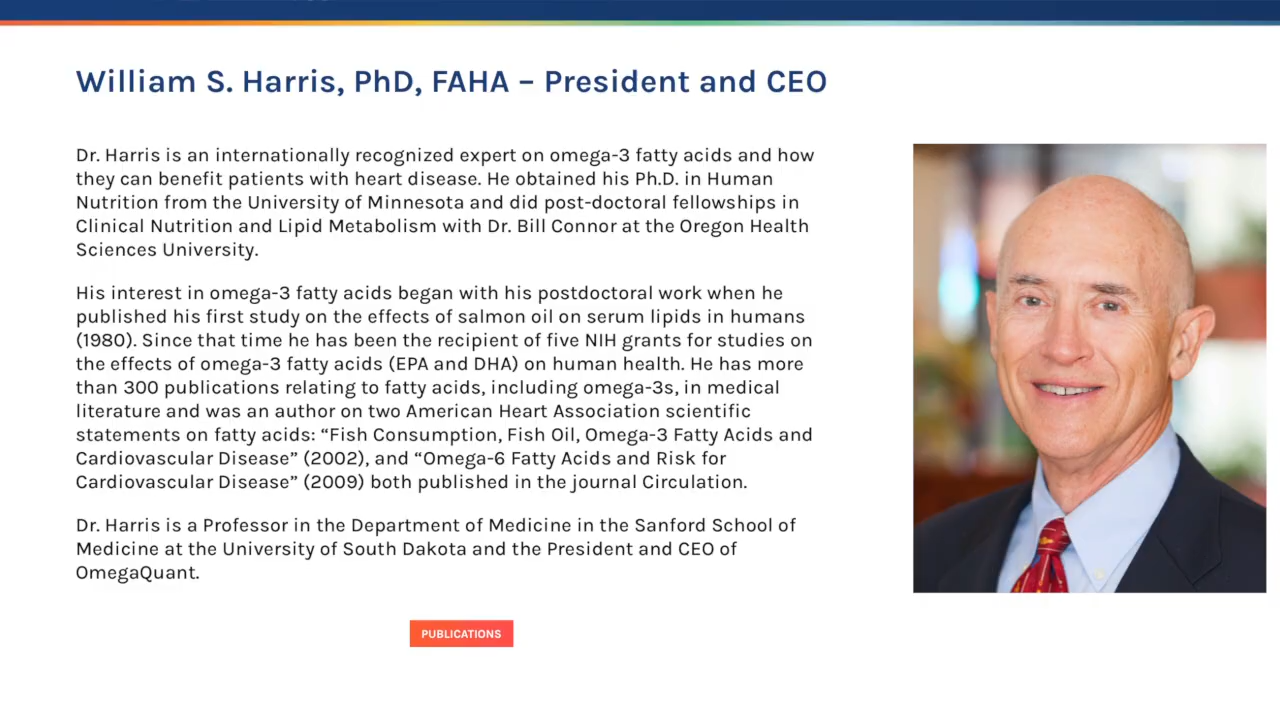 William S. Harris, PhD, FAHA – President and CEO
Dr. Harris is an internationally recognized expert on omega-3 fatty acids and how
they can benefit patients with heart disease. He obtained his Ph.D. in Human
Nutrition from the University of Minnesota and did post-doctoral fellowships in
Clinical Nutrition and Lipid Metabolism with Dr. Bill Connor at the Oregon Health
Sciences University.
His interest in omega-3 fatty acids began with his postdoctoral work when he
published his first study on the effects of salmon oil on serum lipids in humans
(1980). Since that time he has been the recipient of five NIH grants for studies on
the effects of omega-3 fatty acids (EPA and DHA) on human health. He has more
than 300 publications relating to fatty acids, including omega-3s, in medical
literature and was an author on two American Heart Association scientific
statements on fatty acids: “Fish Consumption, Fish Oil, Omega-3 Fatty Acids and
Cardiovascular Disease” (2002), and “Omega-6 Fatty Acids and Risk for
Cardiovascular Disease” (2009) both published in the journal Circulation.
Dr. Harris is a Professor in the Department of Medicine in the Sanford School of
Medicine at the University of South Dakota and the President and CEO of
OmegaQuant.
PUBLICATIONS